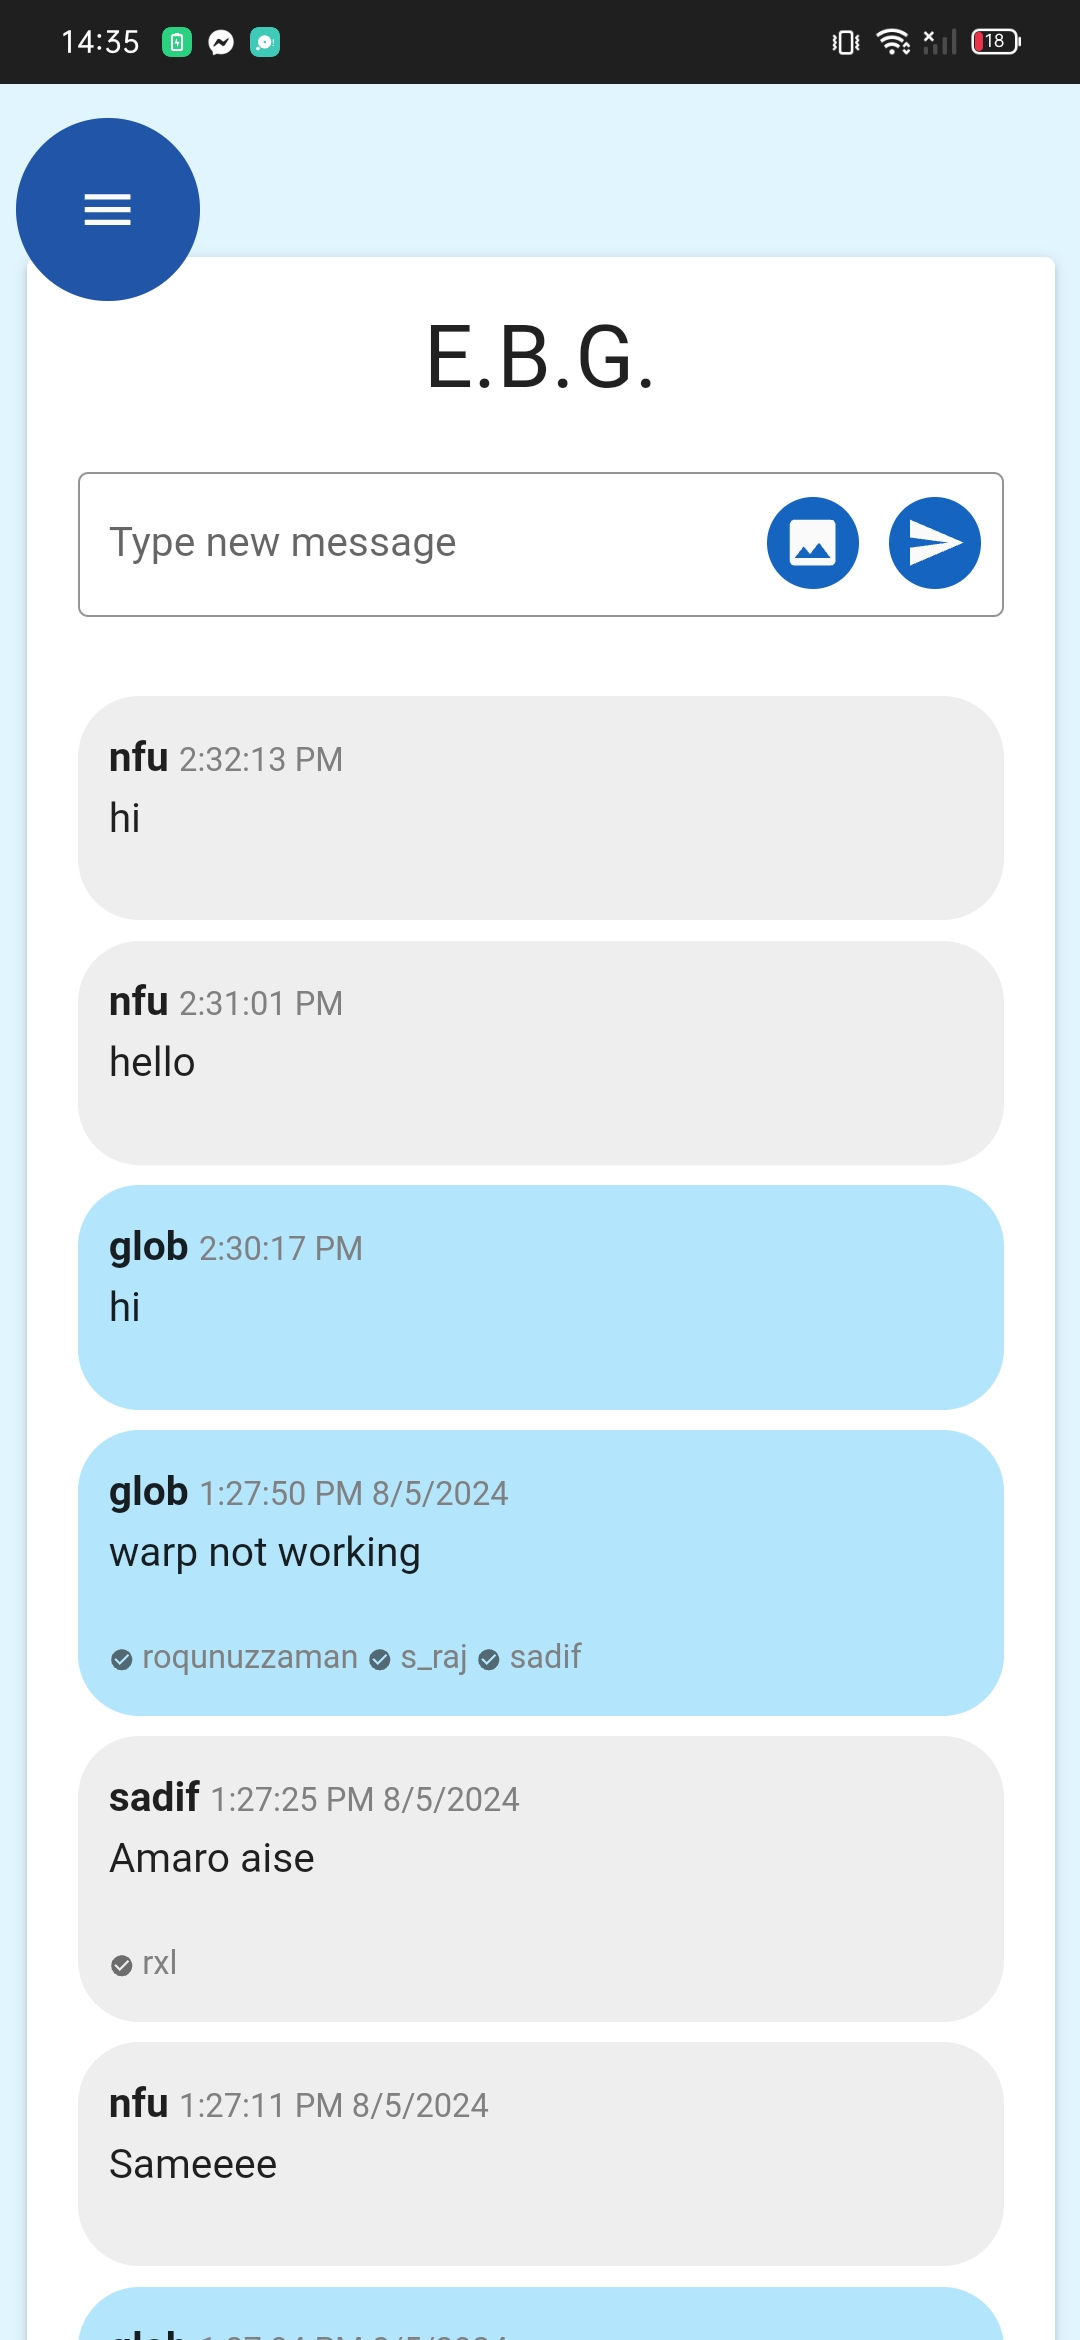 14:35
18
E.B.G.
Type new message
nfu 2:32:13 PM
hi
nfu 2:31:01 PM
hello
glob 2:30:17 PM
hi
glob 1:27:50 PM 8/5/2024
warp not working
roqunuzzaman s_raj sadif
sadif 1:27:25 PM 8/5/2024
Amaro aise
rxl
nfu 1:27:11 PM 8/5/2024
Sameeee